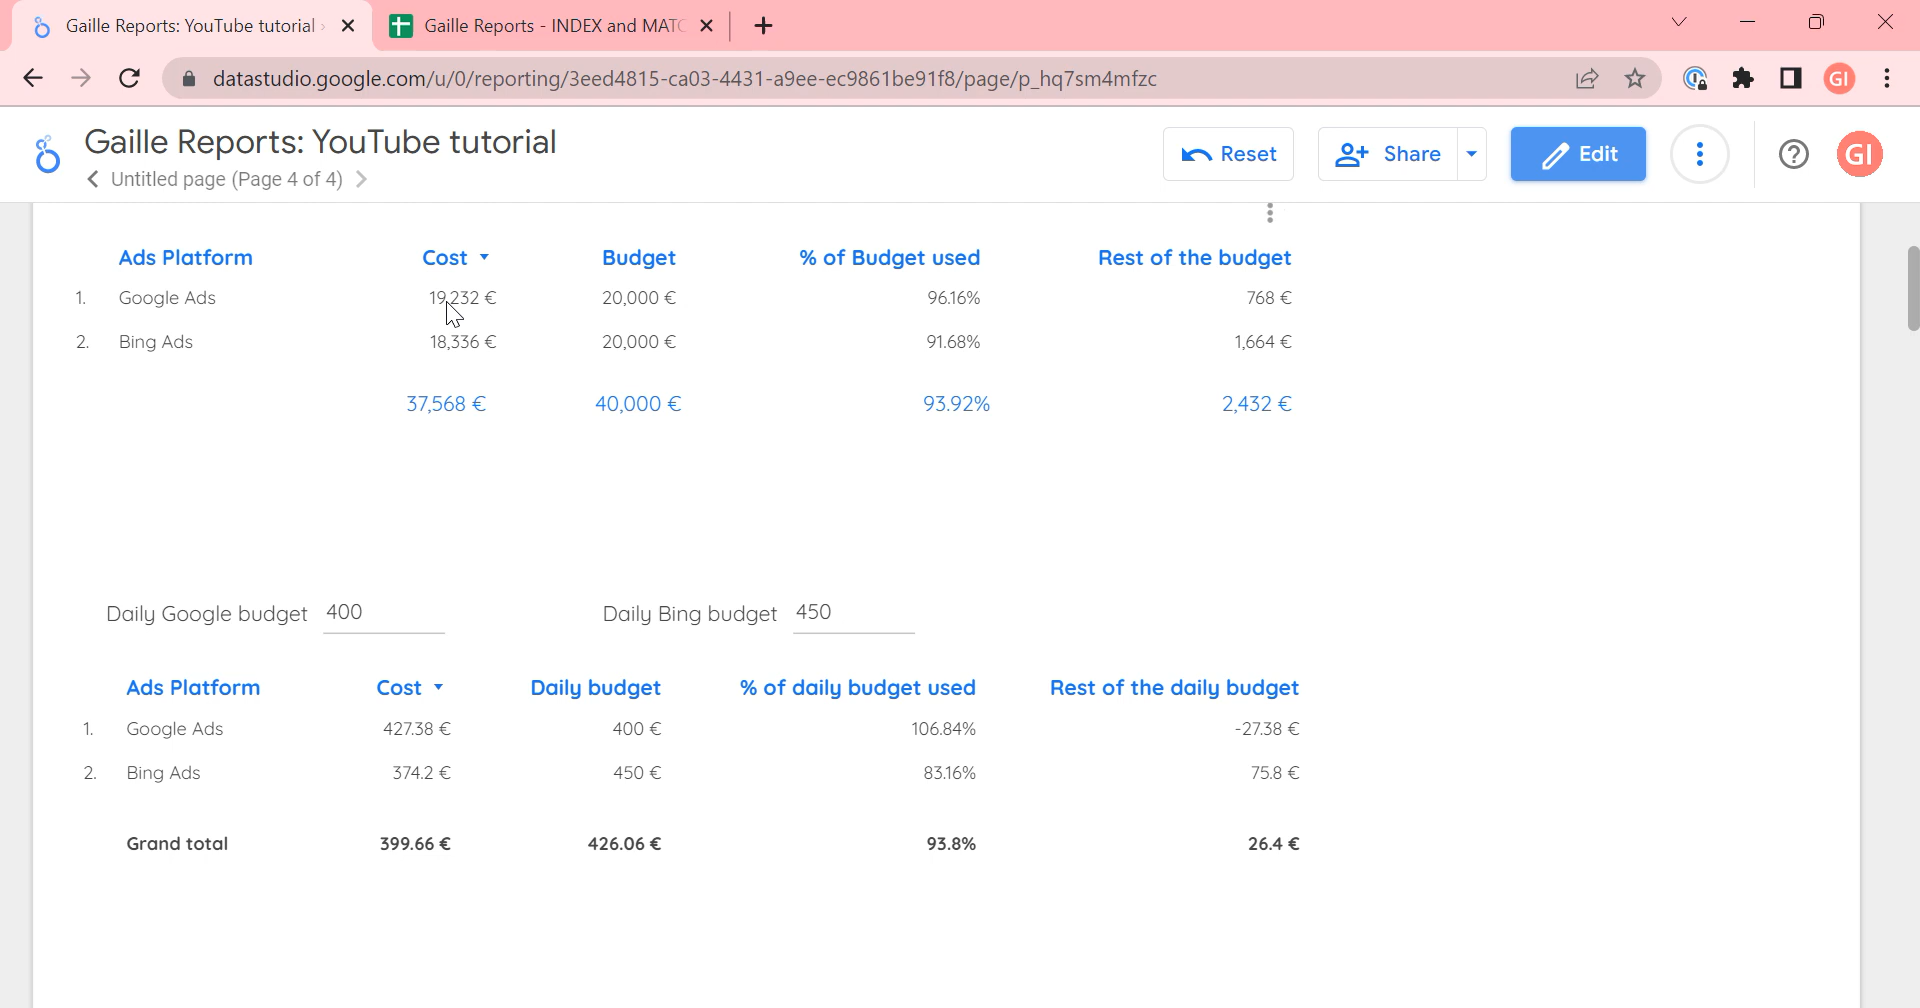 Gaille Reports: YouTube tutorial
Gaille Reports - INDEX and MATC
datastudio.google.com/u/0/reporting/3eed4815-ca03-4431-a9ee-ec9861be91f8/page/p_hq7sm4mfzc
GI
Gaille Reports: YouTube tutorial
Untitled page (Page 4 of 4)
Reset
Share
Edit
GI
Ads Platform Cost Budget % of Budget used Rest of the budget
1. Google Ads 19,232 € 20,000 € 96.16% 768 €
2. Bing Ads 18,336 € 20,000 € 91.68% 1,664 €
37,568 € 40,000 € 93.92% 2,432 €
Daily Google budget 400 Daily Bing budget 450
Ads Platform Cost Daily budget % of daily budget used Rest of the daily budget
1. Google Ads 427.38 € 400 € 106.84% -27.38 €
2. Bing Ads 374.2 € 450 € 83.16% 75.8 €
Grand total 399.66 € 426.06 € 93.8% 26.4 €